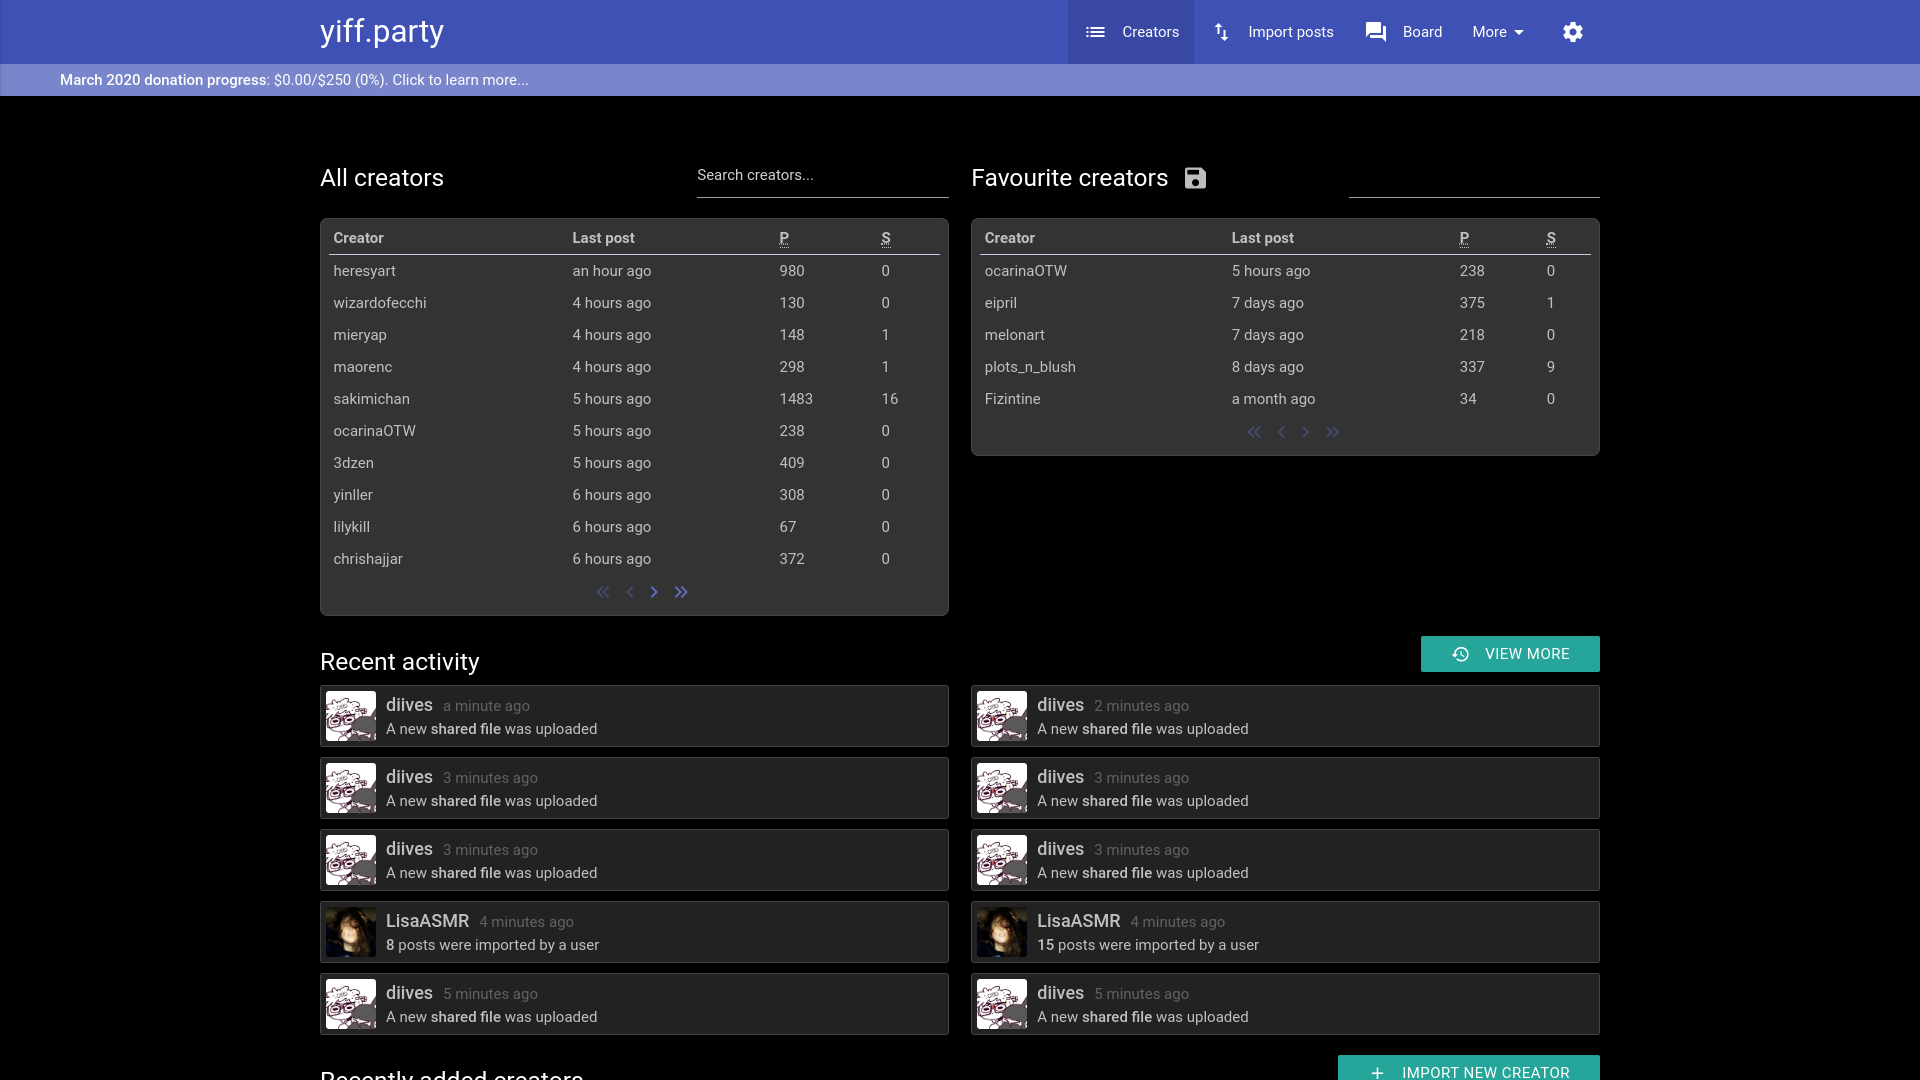 yiff.party
Creators
Import posts
Board
More
March 2020 donation progress: $0.00/$250 (0%). Click to learn more...
All creators
Search creators...
Creator Last post P S
heresyart an hour ago 980 0
wizardofecchi 4 hours ago 130 0
mieryap 4 hours ago 148 1
maorenc 4 hours ago 298 1
sakimichan 5 hours ago 1483 16
ocarinaOTW 5 hours ago 238 0
3dzen 5 hours ago 409 0
yinller 6 hours ago 308 0
lilykill 6 hours ago 67 0
chrishajjar 6 hours ago 372 0
Favourite creators
Creator Last post P S
ocarinaOTW 5 hours ago 238 0
eipril 7 days ago 375 1
melonart 7 days ago 218 0
plots_n_blush 8 days ago 337 9
Fizintine a month ago 34 0
Recent activity
VIEW MORE
diives a minute ago
A new shared file was uploaded
diives 2 minutes ago
A new shared file was uploaded
diives 3 minutes ago
A new shared file was uploaded
diives 3 minutes ago
A new shared file was uploaded
diives 3 minutes ago
A new shared file was uploaded
diives 3 minutes ago
A new shared file was uploaded
LisaASMR 4 minutes ago
8 posts were imported by a user
LisaASMR 4 minutes ago
15 posts were imported by a user
diives 5 minutes ago
A new shared file was uploaded
diives 5 minutes ago
A new shared file was uploaded
Recently added creators
IMPORT NEW CREATOR